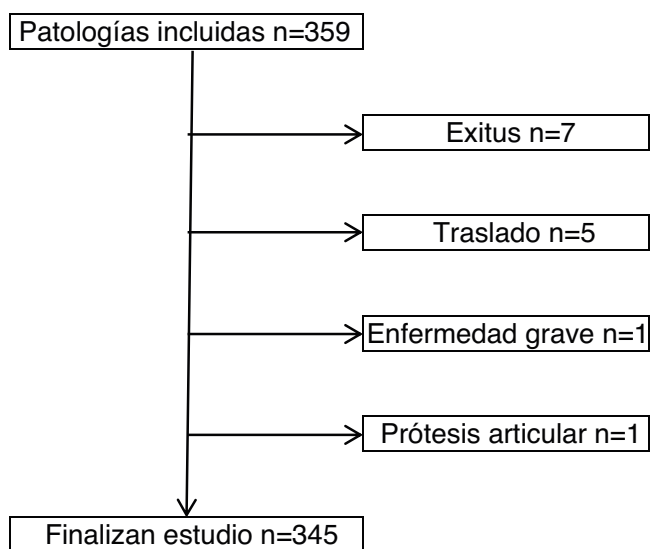 Patologías incluidas n=359
Exitus n=7
Traslado n=5
Enfermedad grave n=1
Prótesis articular n=1
Finalizan estudio n=345